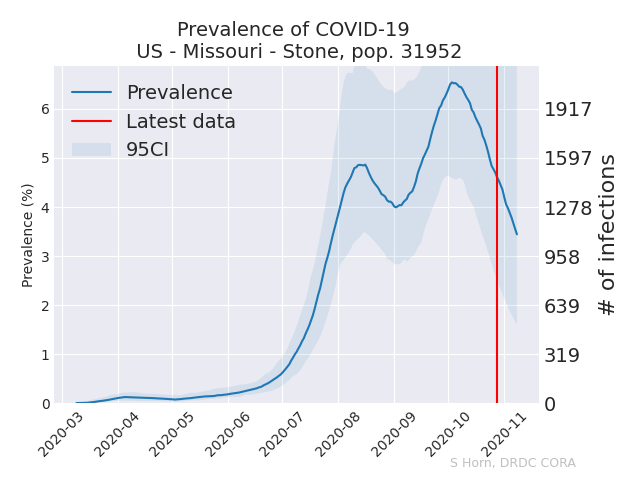 Prevalence of COVID-19
US - Missouri - Stone, pop. 31952
Prevalence
Latest data
95CI
Prevalence (%)
6
5
4
3
2
1
0
1917
1597
1278
958
639
319
0
# of infections
2020-03
2020-04
2020-05
2020-06
2020-07
2020-08
2020-09
2020-10
2020-11
S Horn, DRDC CORA